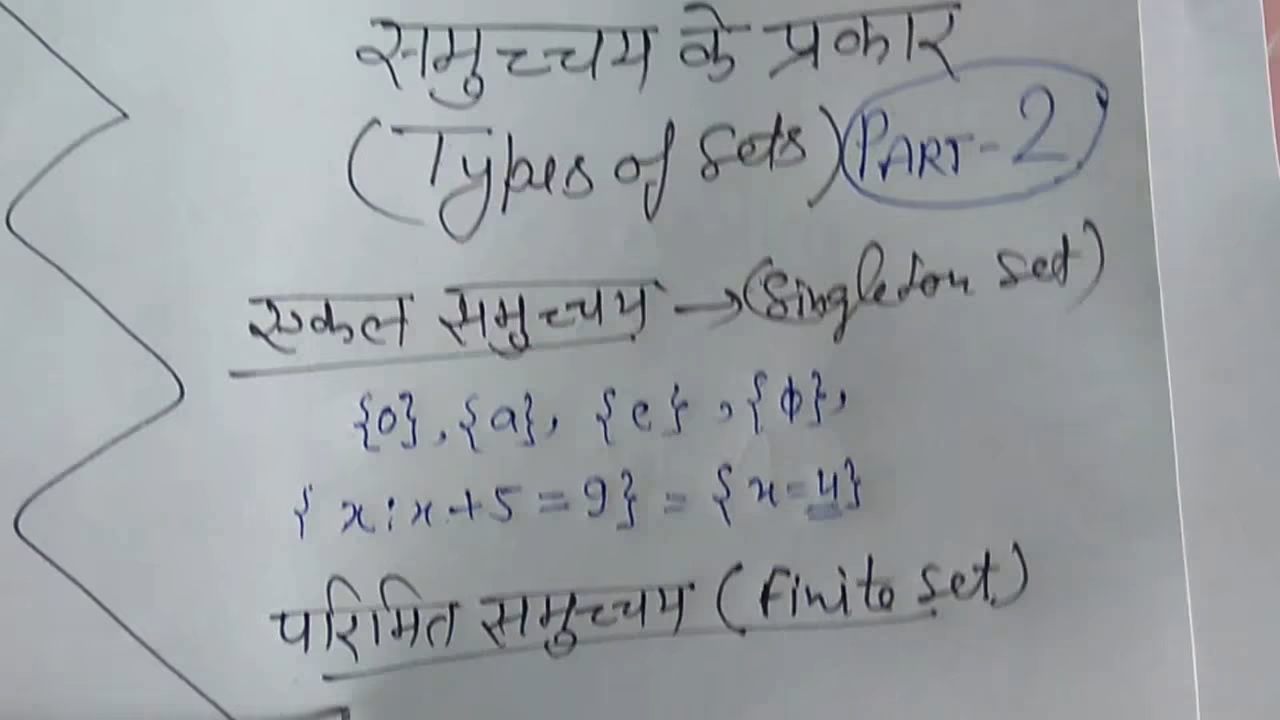 समुच्चय के प्रकार
(Types of Sets) PART-2
एकल समुच्चय → (Singleton Set)
{0}, {a}, {e}, {ϕ},
{x:x+5=9} = {x=4}
परिमित समुच्चय (Finite Set)